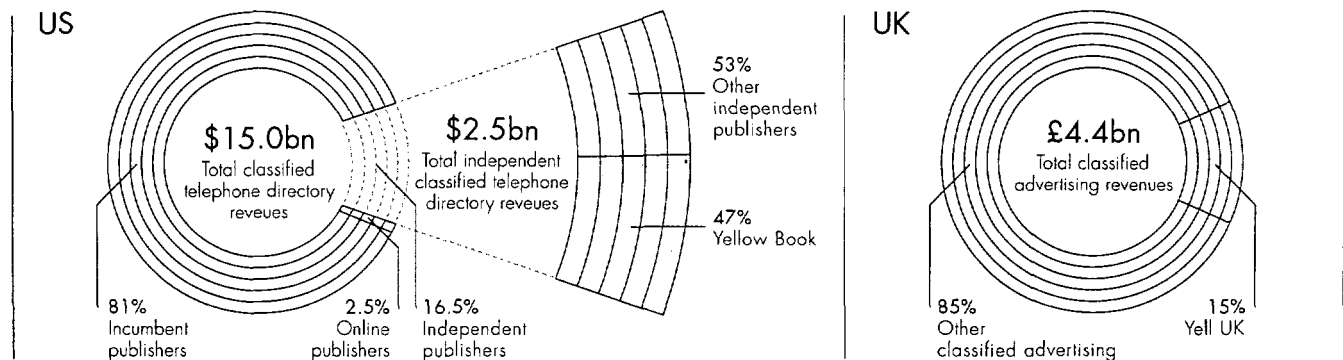 US
$15.0bn
Total classified
telephone directory
reveues
81%
Incumbent
publishers
2.5%
Online
publishers
16.5%
Independent
publishers
$2.5bn
Total independent
classified telephone
directory reveues
53%
Other
independent
publishers
47%
Yellow Book
UK
£4.4bn
Total classified
advertising revenues
85%
Other
classified advertising
15%
Yell UK